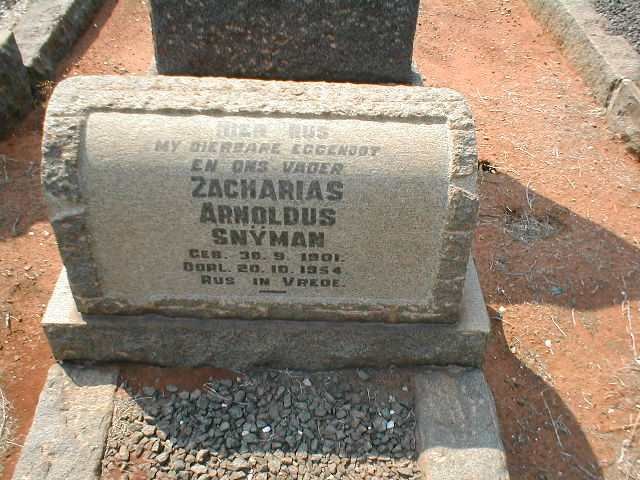 HIER RUS
MY DIERBARE EGGENOOT
EN ONS VADER
ZACHARIAS
ARNOLDUS
SNÝMAN
GEB. 30. 9. 1901.
OORL. 20. 10. 1954
RUS IN VREDE.